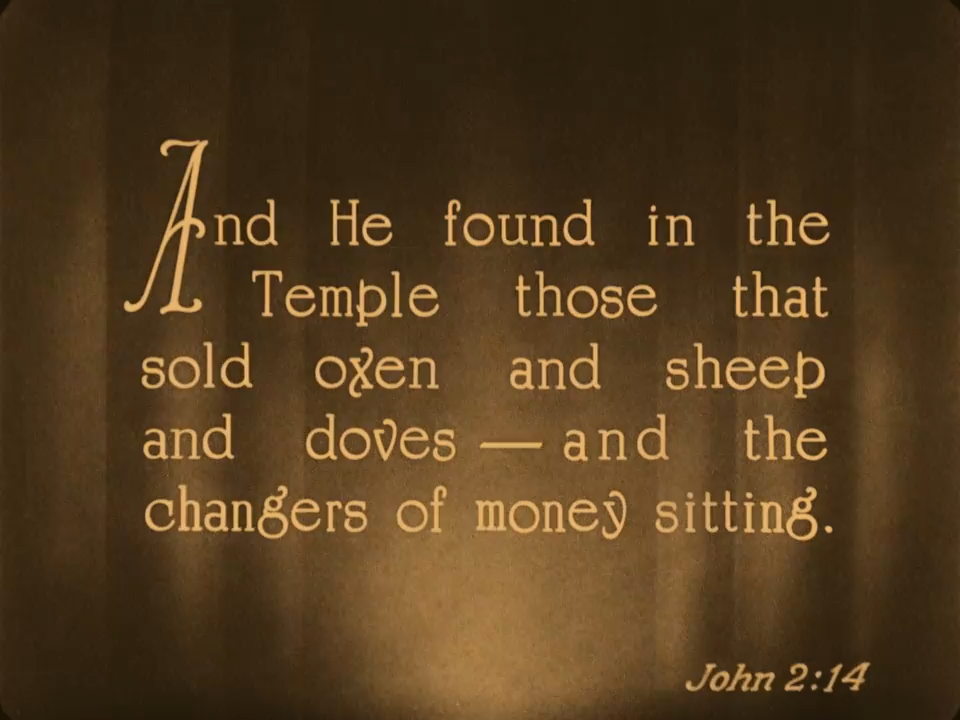 And He found in the
Temple those that
sold oxen and sheep
and doves — and the
changers of money sitting.
John 2:14